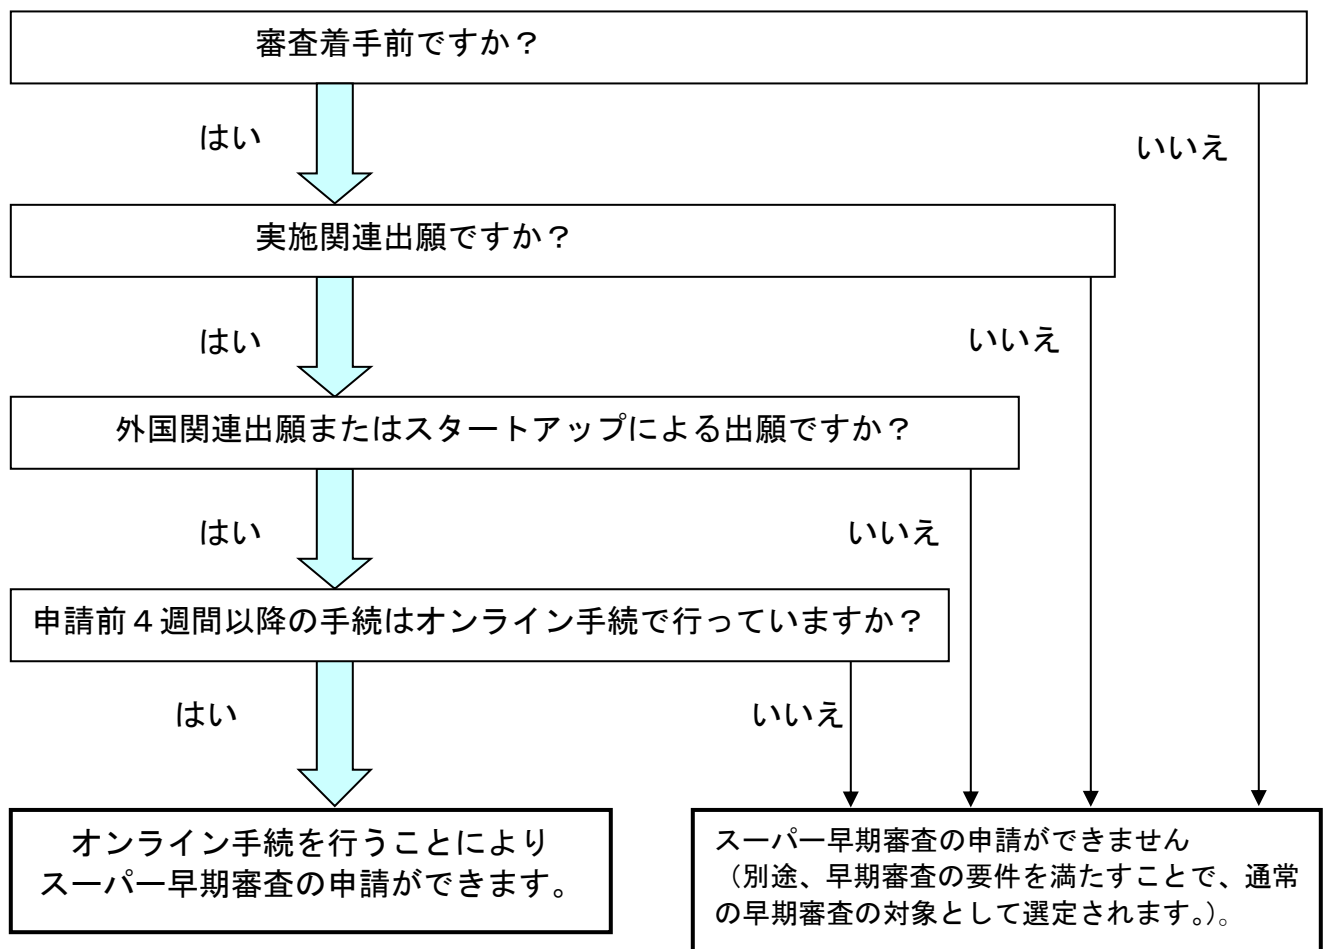 審査着手前ですか？
はい
いいえ
実施関連出願ですか？
はい
いいえ
外国関連出願またはスタートアップによる出願ですか？
はい
いいえ
申請前４週間以降の手続はオンライン手続で行っていますか？
はい
いいえ
オンライン手続を行うことにより
スーパー早期審査の申請ができます。
スーパー早期審査の申請ができません
（別途、早期審査の要件を満たすことで、通常
の早期審査の対象として選定されます。）。